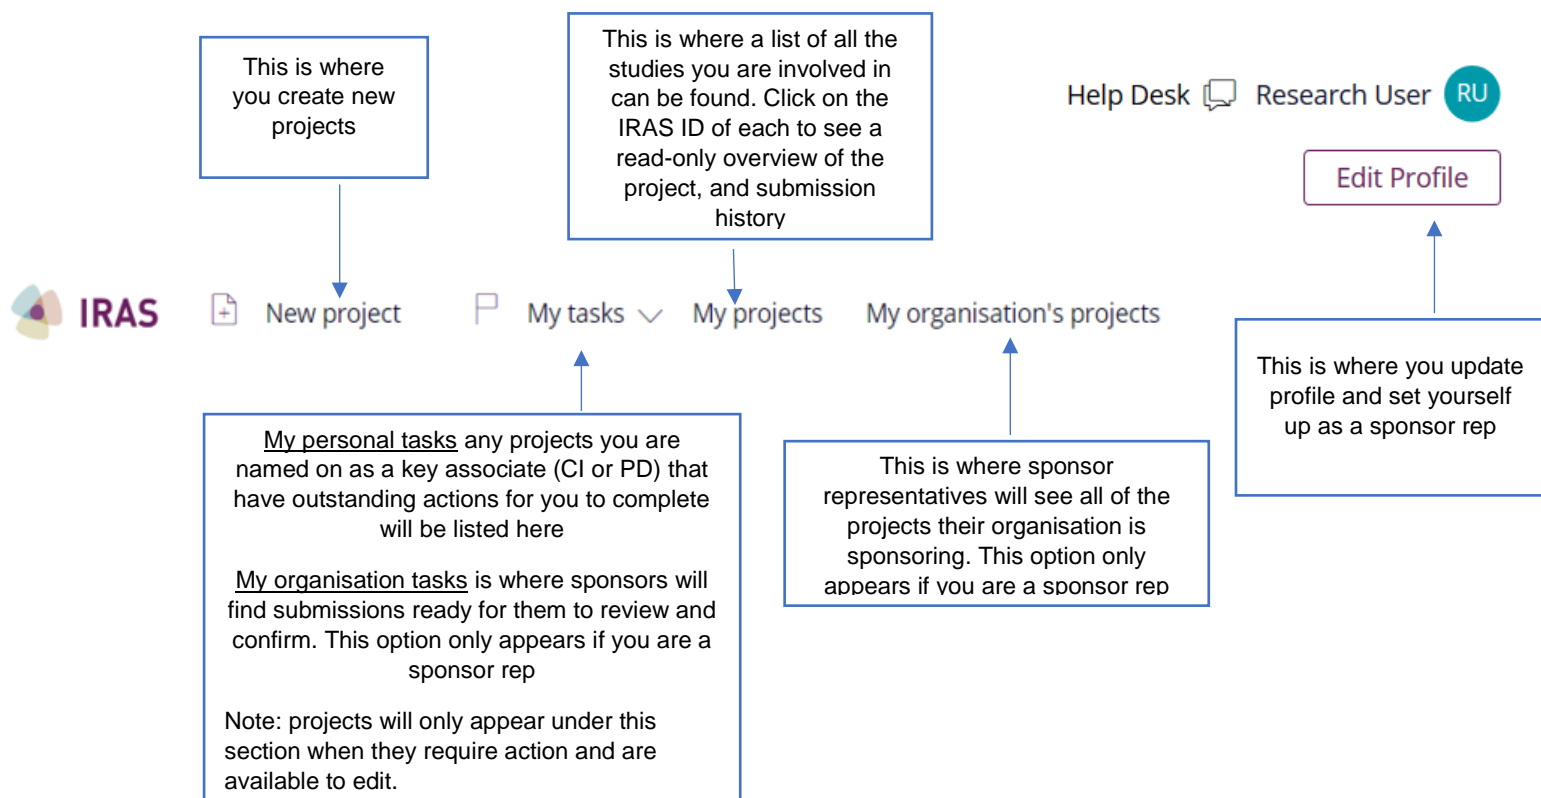 This is where
you create new
projects
This is where a list of all the
studies you are involved in
can be found. Click on the
IRAS ID of each to see a
read-only overview of the
project, and submission
history
Help Desk
Research User
RU
Edit Profile
IRAS
New project
My tasks
My projects
My organisation's projects
My personal tasks any projects you are
named on as a key associate (CI or PD) that
have outstanding actions for you to complete
will be listed here
My organisation tasks is where sponsors will
find submissions ready for them to review and
confirm. This option only appears if you are a
sponsor rep
Note: projects will only appear under this
section when they require action and are
available to edit.
This is where sponsor
representatives will see all of the
projects their organisation is
sponsoring. This option only
appears if you are a sponsor rep
This is where you update
profile and set yourself
up as a sponsor rep